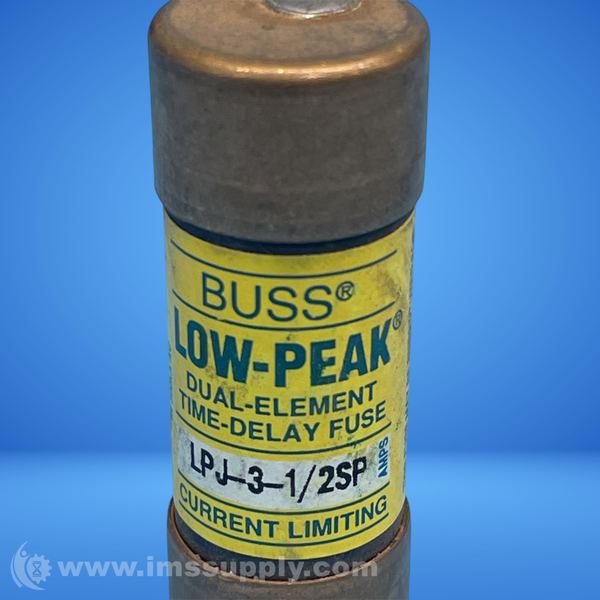 BUSS®
LOW-PEAK®
DUAL-ELEMENT
TIME-DELAY FUSE
LPJ-3-1/2SP AMPS
CURRENT LIMITING
www.imssupply.com